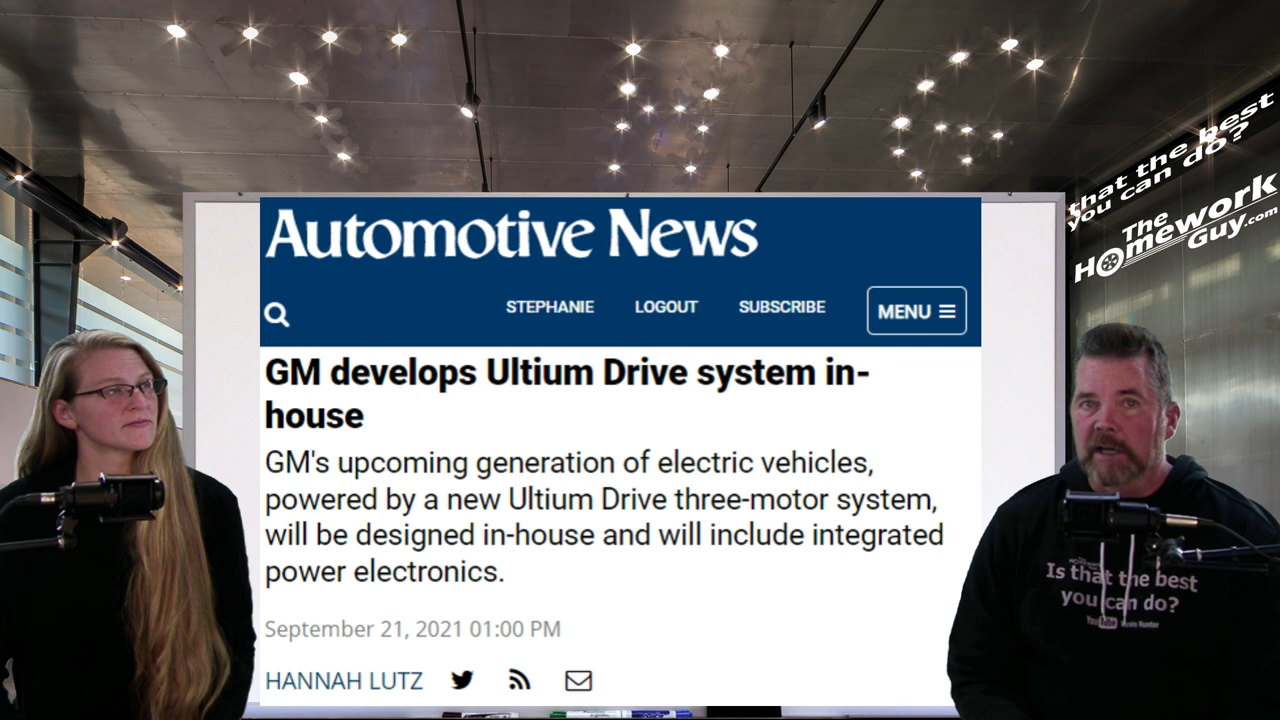 Automotive News
STEPHANIE LOGOUT SUBSCRIBE MENU
GM develops Ultium Drive system in-
house
GM's upcoming generation of electric vehicles,
powered by a new Ultium Drive three-motor system,
will be designed in-house and will include integrated
power electronics.
September 21, 2021 01:00 PM
HANNAH LUTZ
that the best
you can do?
The
Homework
Guy.com
Is that the best
you can do?
YouTube Kevin Hunter